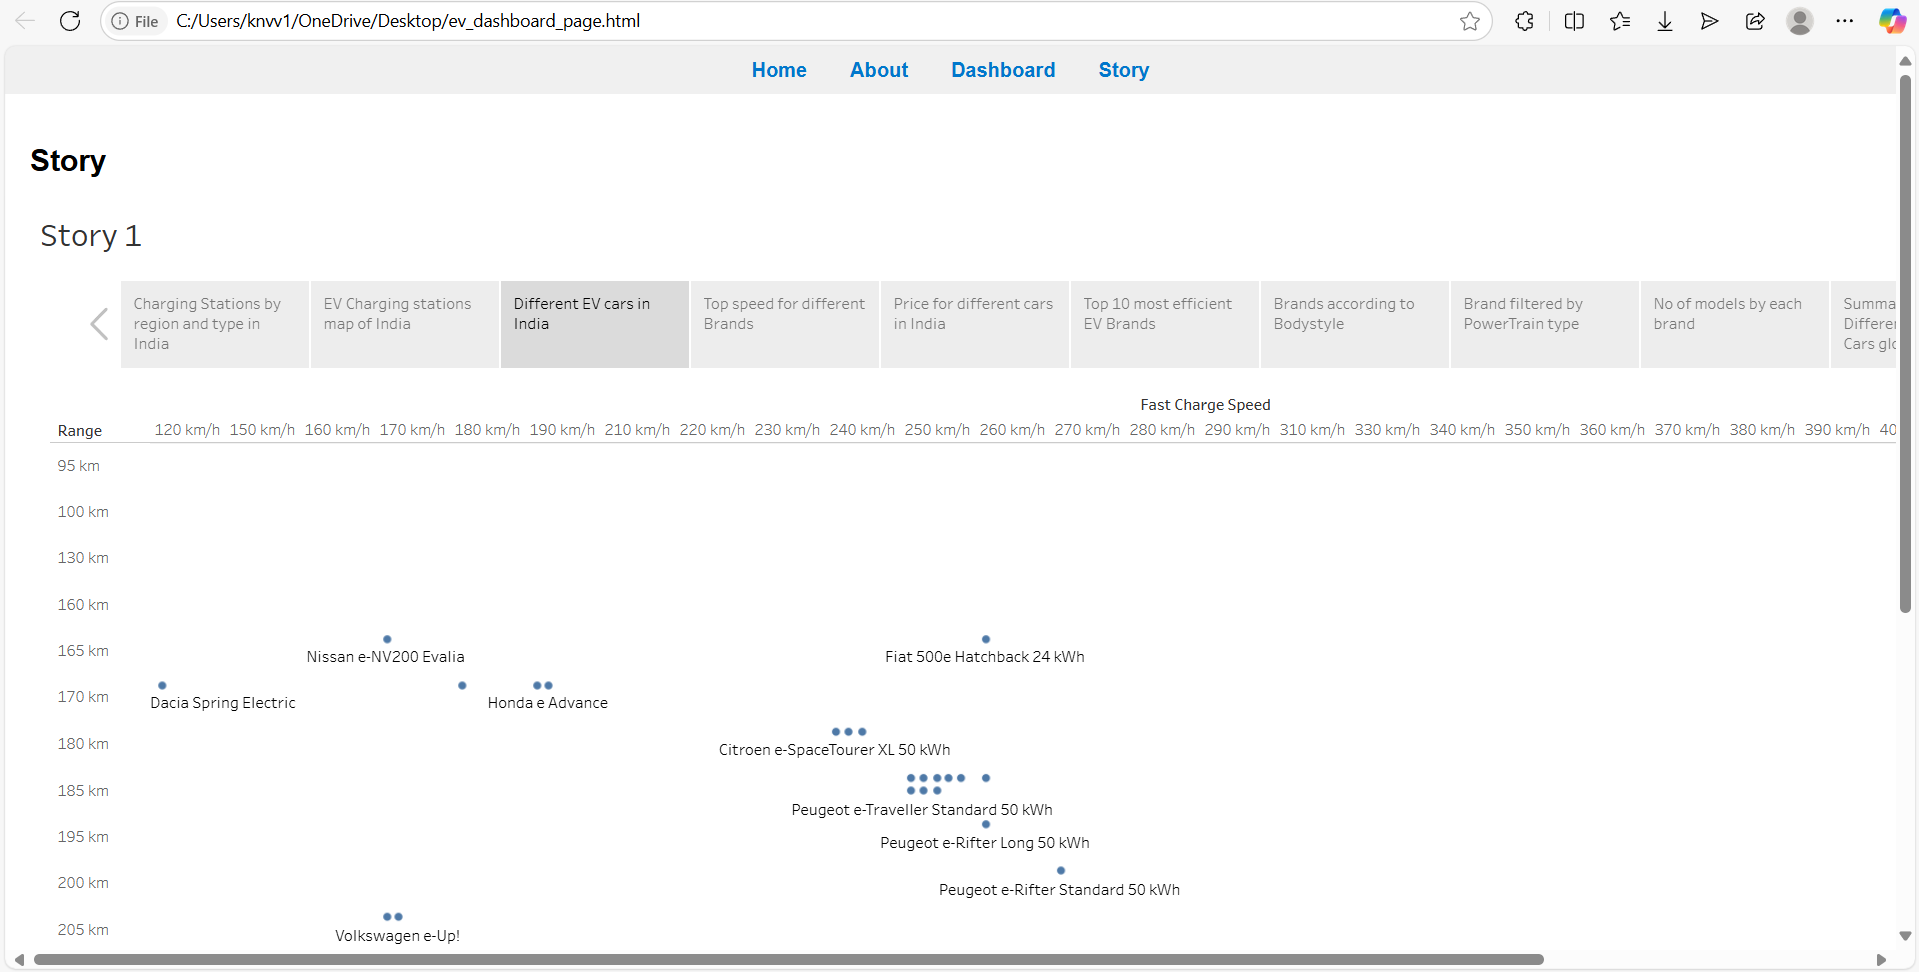 File C:/Users/knvv1/OneDrive/Desktop/ev_dashboard_page.html
Home About Dashboard Story
Story
Story 1
Charging Stations by
region and type in
India
EV Charging stations
map of India
Different EV cars in
India
Top speed for different
Brands
Price for different cars
in India
Top 10 most efficient
EV Brands
Brands according to
Bodystyle
Brand filtered by
PowerTrain type
No of models by each
brand
Summa
Differer
Cars glo
Fast Charge Speed
Range 120 km/h 150 km/h 160 km/h 170 km/h 180 km/h 190 km/h 210 km/h 220 km/h 230 km/h 240 km/h 250 km/h 260 km/h 270 km/h 280 km/h 290 km/h 310 km/h 330 km/h 340 km/h 350 km/h 360 km/h 370 km/h 380 km/h 390 km/h 40
95 km
100 km
130 km
160 km
165 km
Nissan e-NV200 Evalia Fiat 500e Hatchback 24 kWh
170 km
Dacia Spring Electric Honda e Advance
180 km
Citroen e-SpaceTourer XL 50 kWh
185 km
Peugeot e-Traveller Standard 50 kWh
195 km
Peugeot e-Rifter Long 50 kWh
200 km
Peugeot e-Rifter Standard 50 kWh
205 km
Volkswagen e-Up!